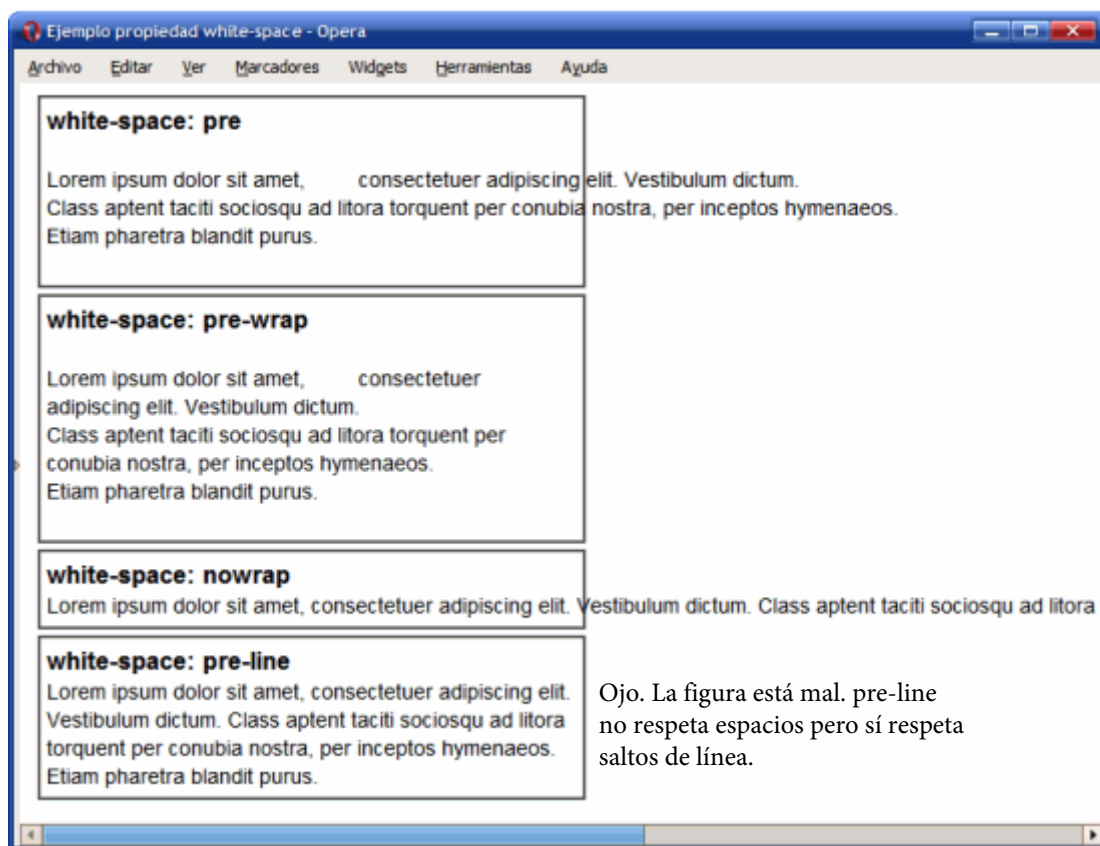 Ejemplo propiedad white-space - Opera
Archivo Editar Ver Marcadores Widgets Herramientas Ayuda
white-space: pre
Lorem ipsum dolor sit amet,         consectetuer adipiscing elit. Vestibulum dictum.
Class aptent taciti sociosqu ad litora torquent per conubia nostra, per inceptos hymenaeos.
Etiam pharetra blandit purus.
white-space: pre-wrap
Lorem ipsum dolor sit amet,         consectetuer
adipiscing elit. Vestibulum dictum.
Class aptent taciti sociosqu ad litora torquent per
conubia nostra, per inceptos hymenaeos.
Etiam pharetra blandit purus.
white-space: nowrap
Lorem ipsum dolor sit amet, consectetuer adipiscing elit. Vestibulum dictum. Class aptent taciti sociosqu ad litora
white-space: pre-line
Lorem ipsum dolor sit amet, consectetuer adipiscing elit.
Vestibulum dictum. Class aptent taciti sociosqu ad litora
torquent per conubia nostra, per inceptos hymenaeos.
Etiam pharetra blandit purus.
Ojo. La figura está mal. pre-line
no respeta espacios pero sí respeta
saltos de línea.